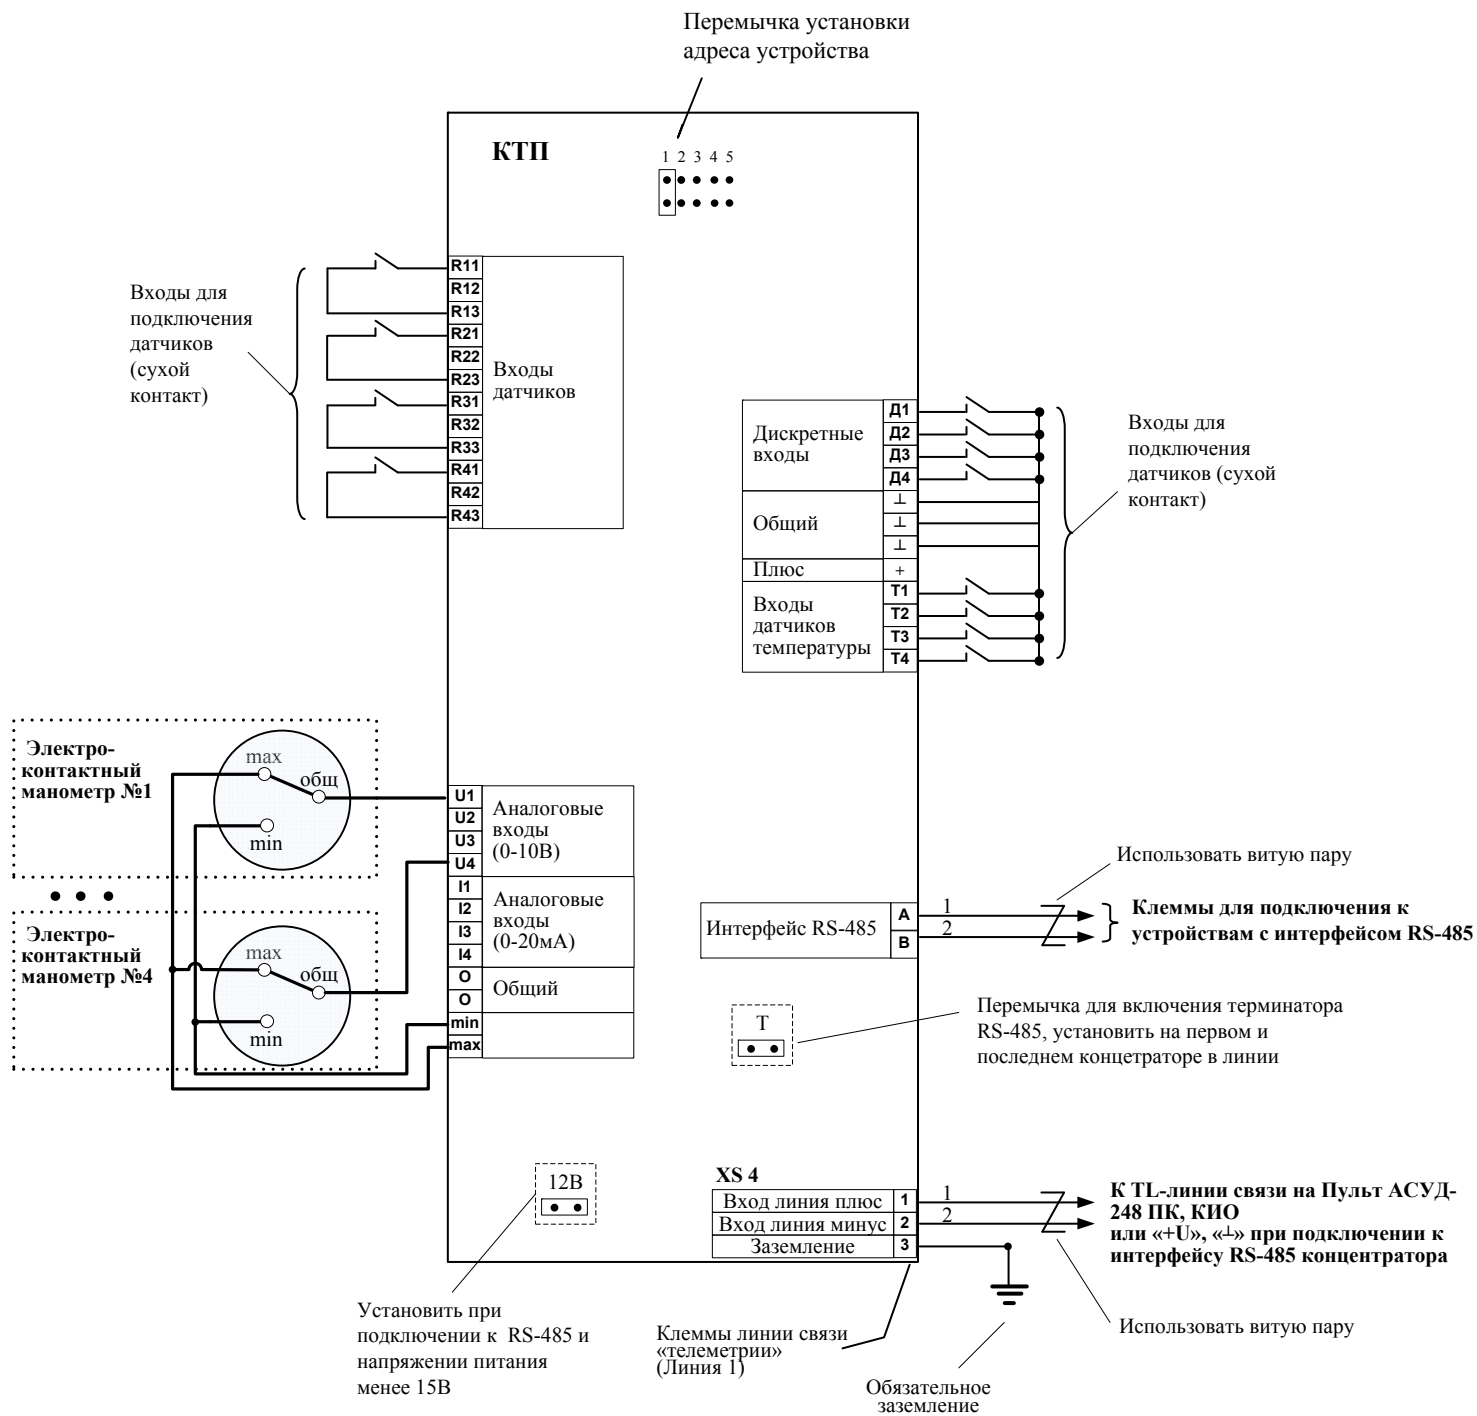 Перемычка установки
адреса устройства
КТП
1 2 3 4 5
Входы для
подключения
датчиков
(сухой
контакт)
R11
R12
R13
R21
R22
R23
R31
R32
R33
R41
R42
R43
Входы
датчиков
Дискретные
входы
Д1
Д2
Д3
Д4
Общий
⊥
⊥
⊥
Плюс
+
Входы
датчиков
температуры
T1
T2
T3
T4
Входы для
подключения
датчиков (сухой
контакт)
Электро-
контактный
манометр №1
max
общ
min
Электро-
контактный
манометр №4
max
общ
min
U1
U2
U3
U4
Аналоговые
входы
(0-10В)
I1
I2
I3
I4
Аналоговые
входы
(0-20мА)
O
O
Общий
min
max
Использовать витую пару
Интерфейс RS-485
A
B
1
2
Клеммы для подключения к
устройствам с интерфейсом RS-485
T
Перемычка для включения терминатора
RS-485, установить на первом и
последнем концетраторе в линии
12В
Установить при
подключении к RS-485 и
напряжении питания
менее 15В
XS 4
Вход линия плюс 1
Вход линия минус 2
Заземление 3
1
2
К TL-линии связи на Пульт АСУД-
248 ПК, КИО
или «+U», «⊥» при подключении к
интерфейсу RS-485 концентратора
Использовать витую пару
Клеммы линии связи
«телеметрии»
(Линия 1)
Обязательное
заземление